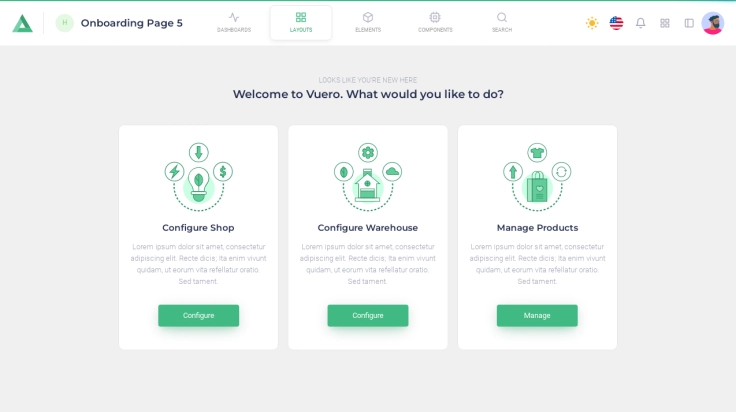 H
Onboarding Page 5
DASHBOARDS
LAYOUTS
ELEMENTS
COMPONENTS
SEARCH
LOOKS LIKE YOU'RE NEW HERE
Welcome to Vuero. What would you like to do?
Configure Shop
Lorem ipsum dolor sit amet, consectetur
adipiscing elit. Recte dicis; Ita enim vivunt
quidam, ut eorum vita refellatur oratio.
Sed tament.
Configure
Configure Warehouse
Lorem ipsum dolor sit amet, consectetur
adipiscing elit. Recte dicis; Ita enim vivunt
quidam, ut eorum vita refellatur oratio.
Sed tament.
Configure
Manage Products
Lorem ipsum dolor sit amet, consectetur
adipiscing elit. Recte dicis; Ita enim vivunt
quidam, ut eorum vita refellatur oratio.
Sed tament.
Manage